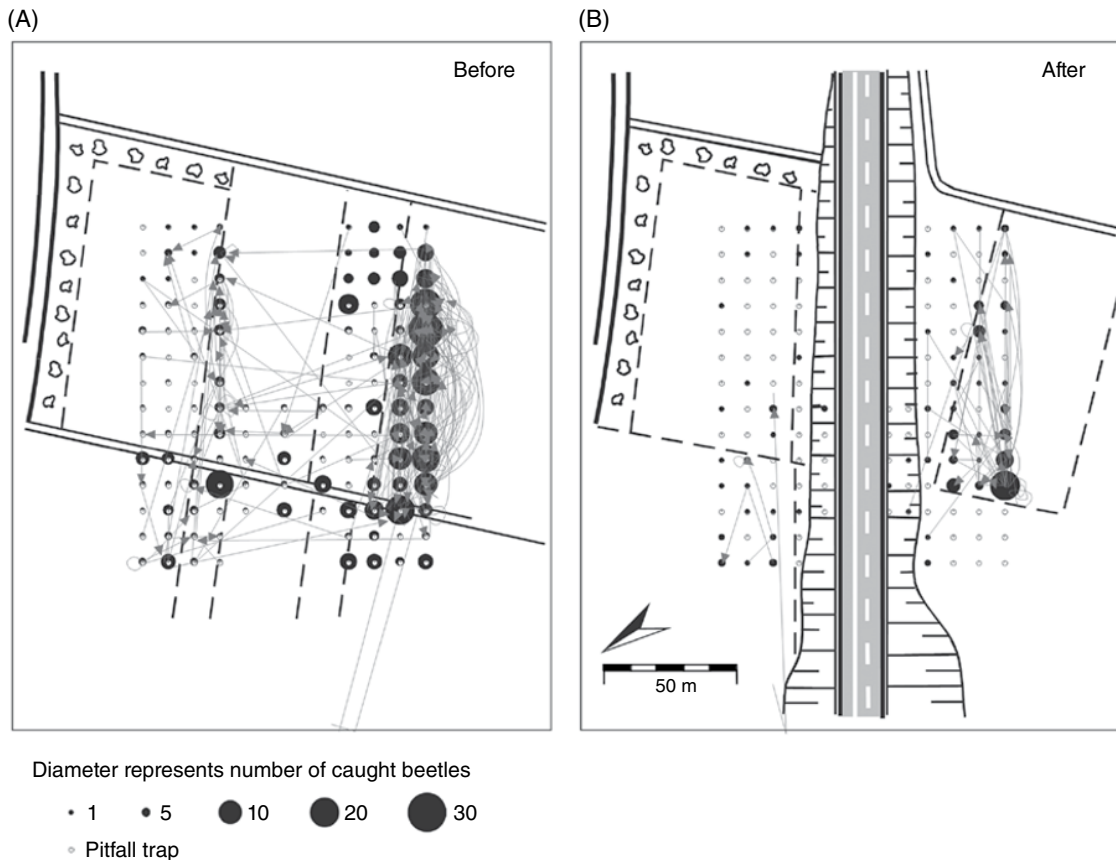 (A)
(B)
Before
After
50 m
Diameter represents number of caught beetles
1 5 10 20 30
Pitfall trap